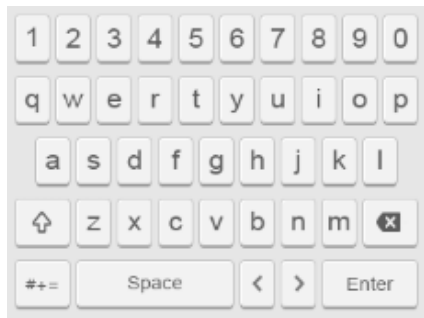 1 2 3 4 5 6 7 8 9 0
q w e r t y u i o p
a s d f g h j k l
z x c v b n m
#+= Space < > Enter